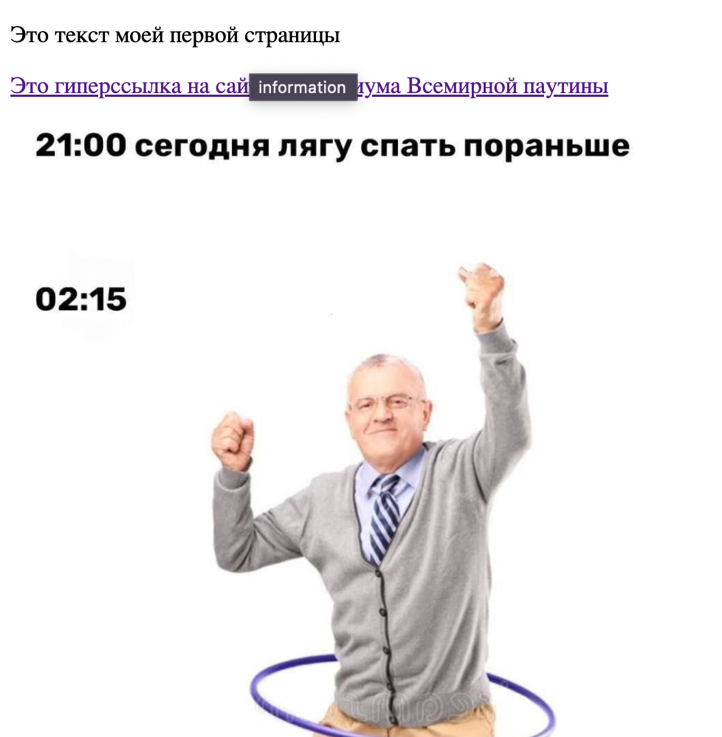 Это текст моей первой страницы
Это гиперссылка на сай information иума Всемирной паутины
21:00 сегодня лягу спать пораньше
02:15